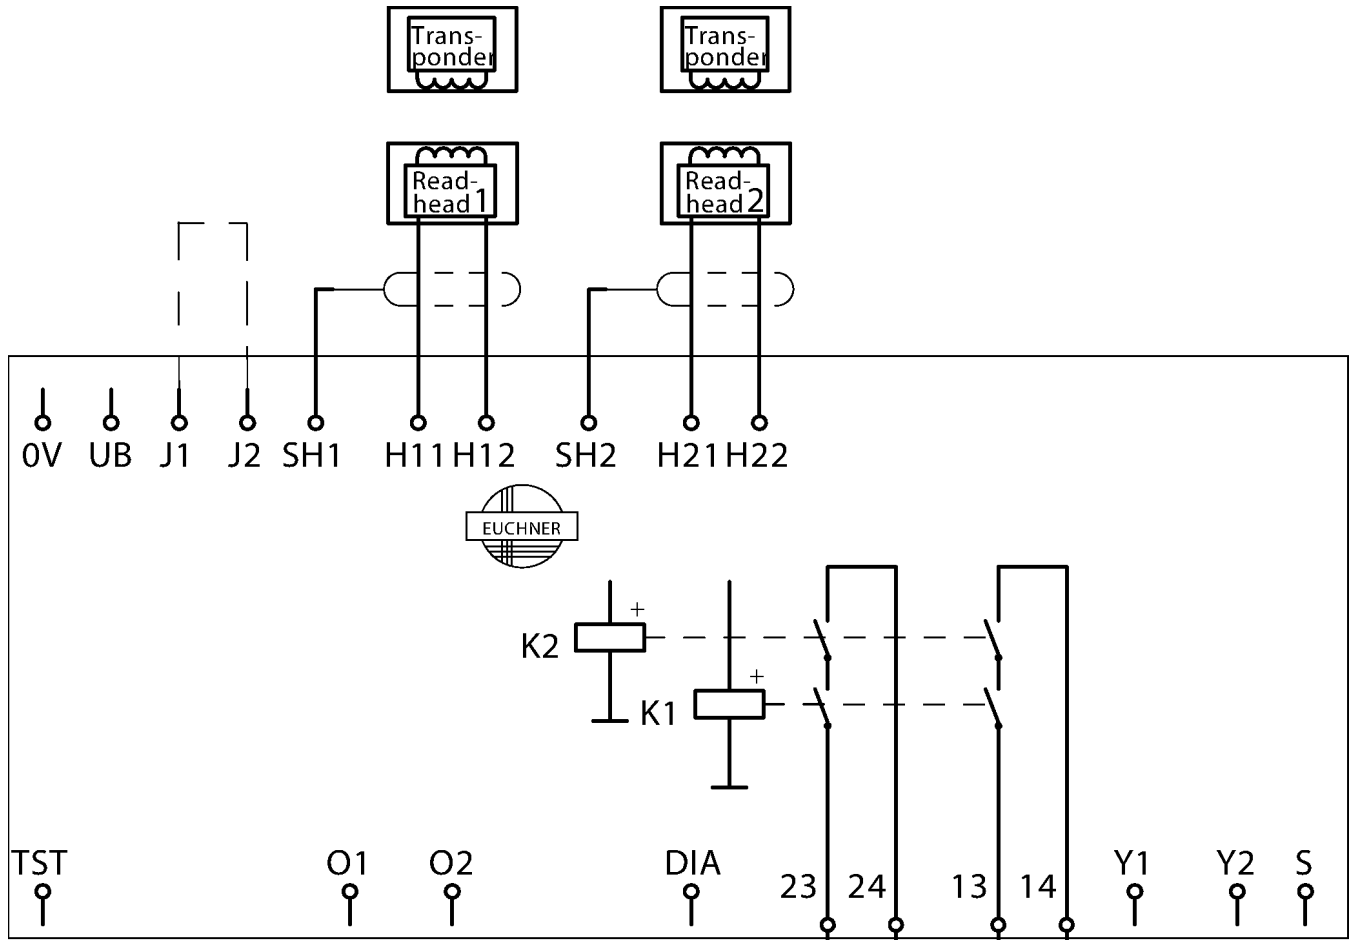 Trans-
ponder
Trans-
ponder
Read-
head 1
Read-
head 2
0V UB J1 J2 SH1 H11 H12 SH2 H21 H22
EUCHNER
+
K2
+
K1
TST O1 O2 DIA 23 24 13 14 Y1 Y2 S